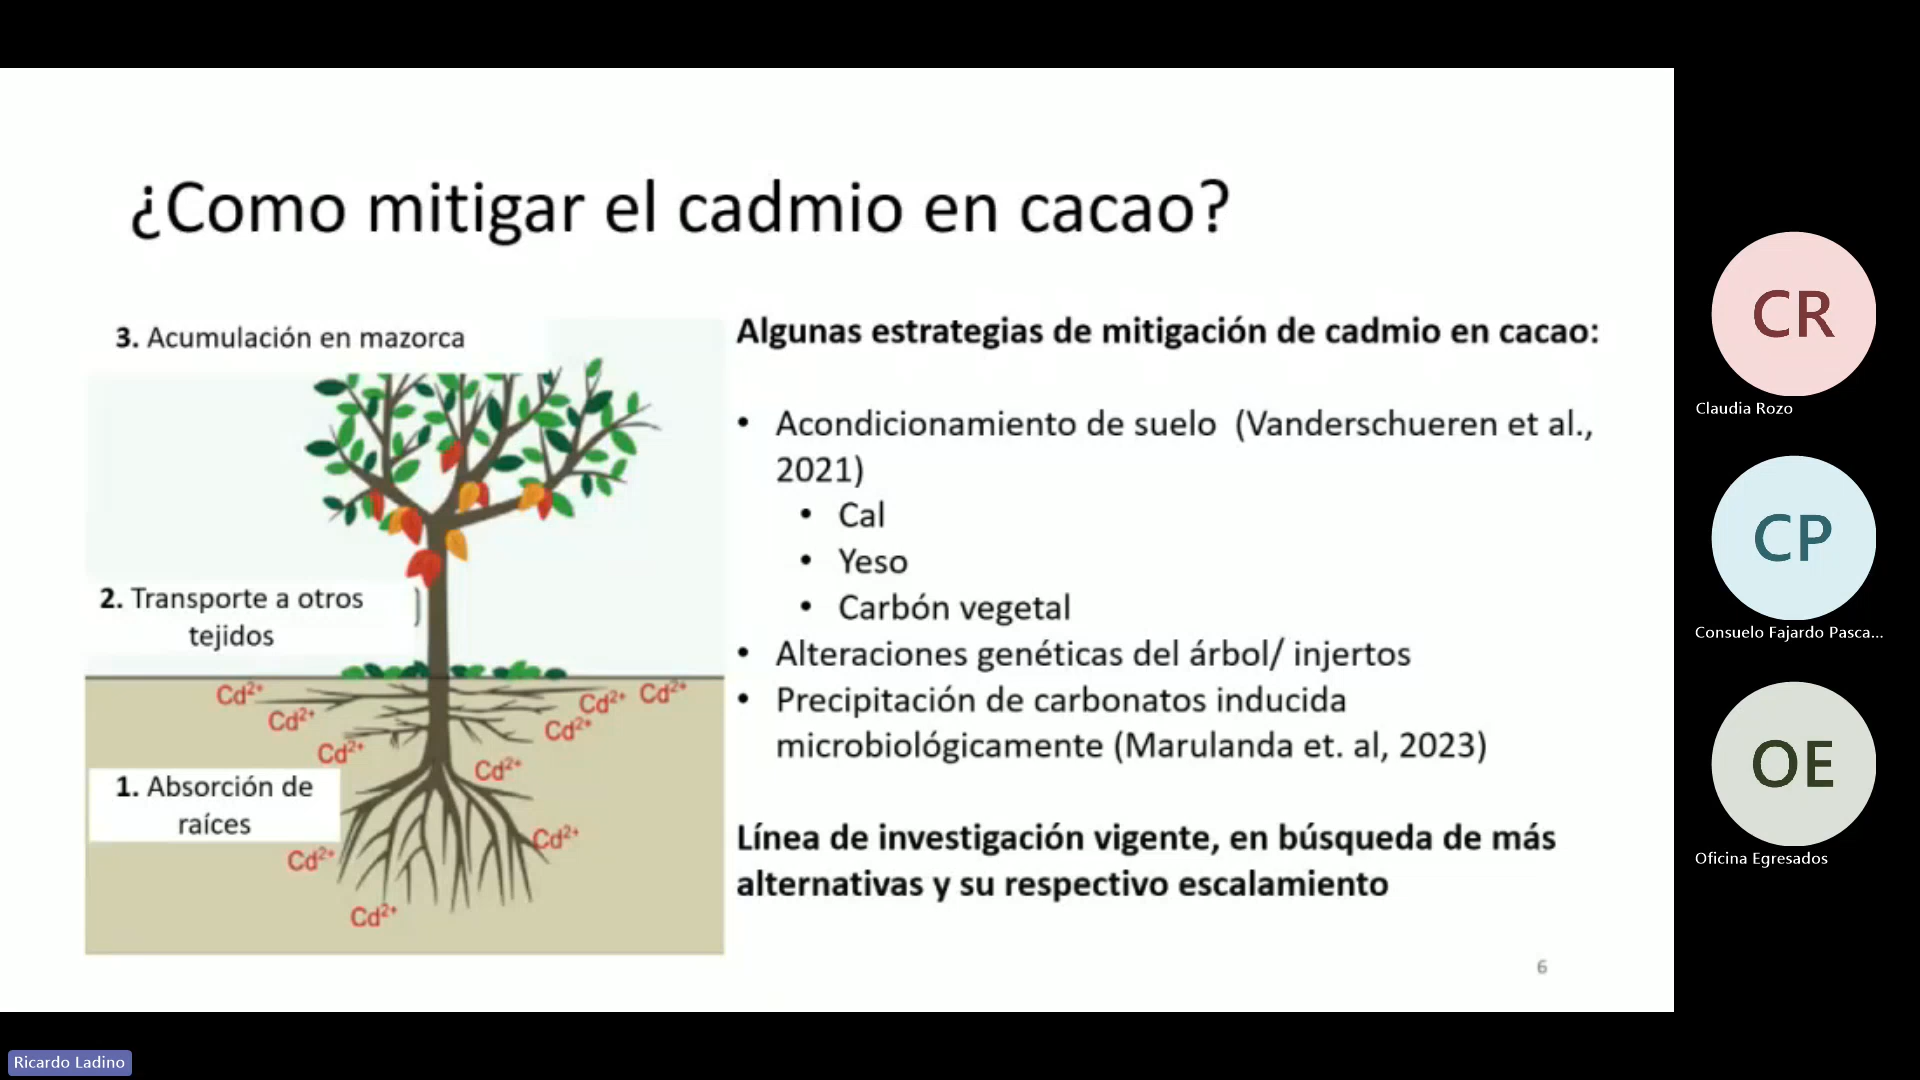 ¿Como mitigar el cadmio en cacao?
3. Acumulación en mazorca
2. Transporte a otros
tejidos
Cd²⁺
Cd²⁺
Cd²⁺
Cd²⁺
Cd²⁺
Cd²⁺
Cd²⁺
1. Absorción de
raíces
Cd²⁺
Cd²⁺
Cd²⁺
Algunas estrategias de mitigación de cadmio en cacao:
• Acondicionamiento de suelo (Vanderschueren et al.,
2021)
• Cal
• Yeso
• Carbón vegetal
• Alteraciones genéticas del árbol/ injertos
• Precipitación de carbonatos inducida
microbiológicamente (Marulanda et. al, 2023)
Línea de investigación vigente, en búsqueda de más
alternativas y su respectivo escalamiento
6
CR
Claudia Rozo
CP
Consuelo Fajardo Pasca...
OE
Oficina Egresados
Ricardo Ladino